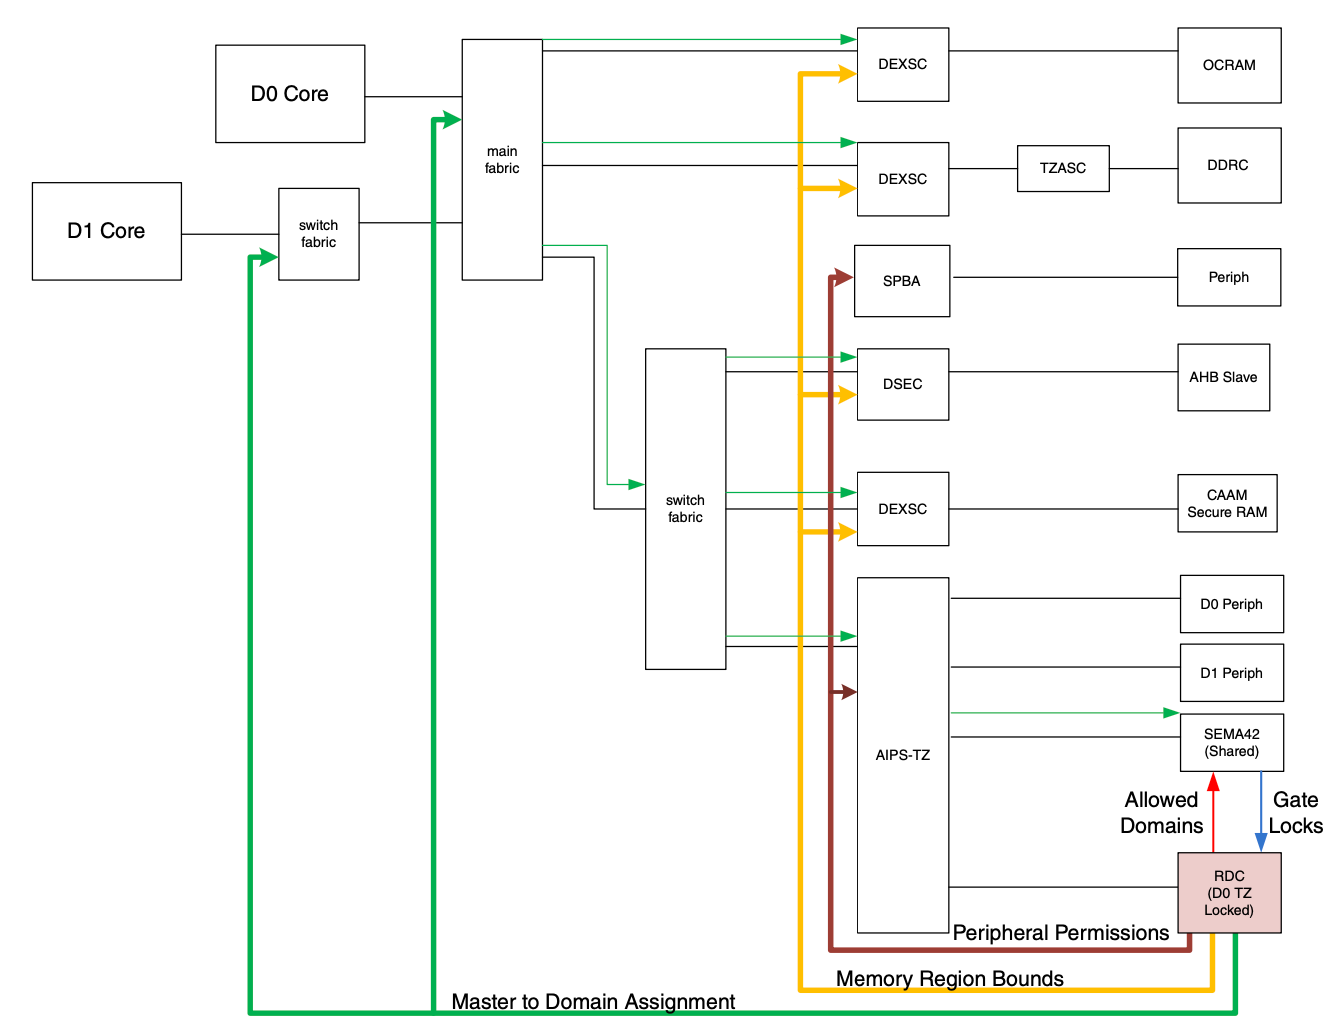 D0 Core
main
fabric
DEXSC
OCRAM
D1 Core
switch
fabric
DEXSC
TZASC
DDRC
SPBA
Periph
DSEC
AHB Slave
switch
fabric
DEXSC
CAAM
Secure RAM
AIPS-TZ
D0 Periph
D1 Periph
SEMA42
(Shared)
Allowed
Domains
Gate
Locks
RDC
(D0 TZ
Locked)
Peripheral Permissions
Memory Region Bounds
Master to Domain Assignment